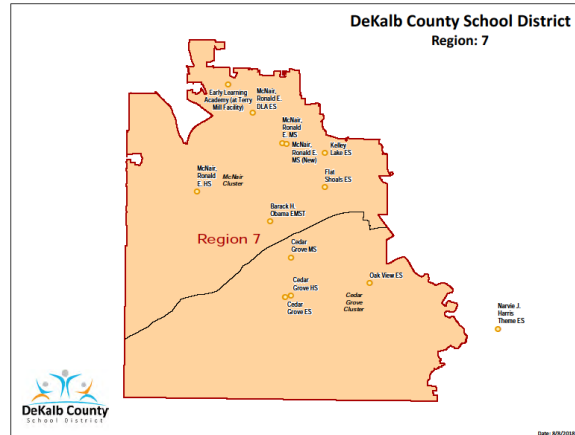 DeKalb County School District
Region: 7
Early Learning
Academy (at Terry
Mill Facility)
McNair,
Ronald E.
DLA ES
McNair,
Ronald
E. MS
McNair,
Ronald E.
MS (New)
Kelley
Lake ES
McNair,
Ronald
E. HS
McNair
Cluster
Flat
Shoals ES
Barack H.
Obama EMST
Region 7
Cedar
Grove MS
Oak View ES
Cedar
Grove HS
Cedar
Grove ES
Cedar
Grove
Cluster
Narvie J.
Harris
Theme ES
DeKalb County
School District
Date: 8/8/2018